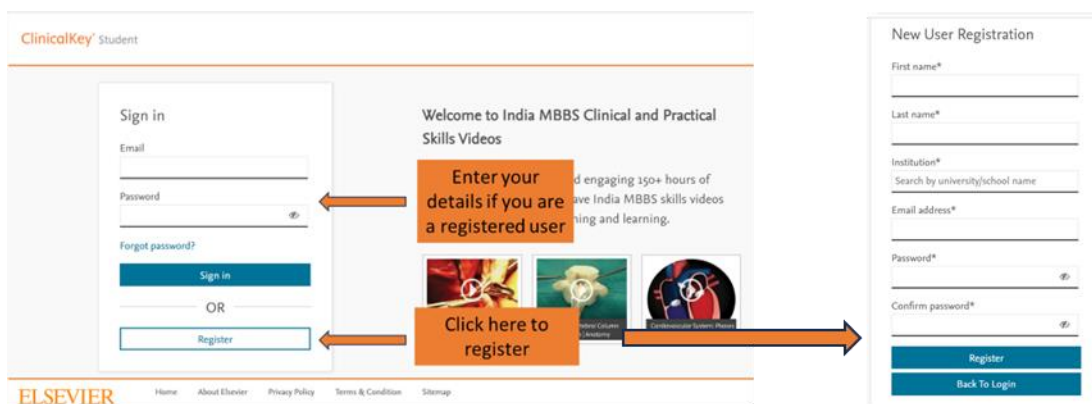 ClinicalKey® Student
Sign in
Email
Password
Forgot password?
Sign in
OR
Register
Welcome to India MBBS Clinical and Practical
Skills Videos
d engaging 150+ hours of
ave India MBBS skills videos
ning and learning.
Enter your
details if you are
a registered user
Click here to
register
Column
| Anatomy
Cardiovascular System: Phases
ELSEVIER
Home
About Elsevier
Privacy Policy
Terms & Condition
Sitemap
New User Registration
First name*
Last name*
Institution*
Search by university/school name
Email address*
Password*
Confirm password*
Register
Back To Login